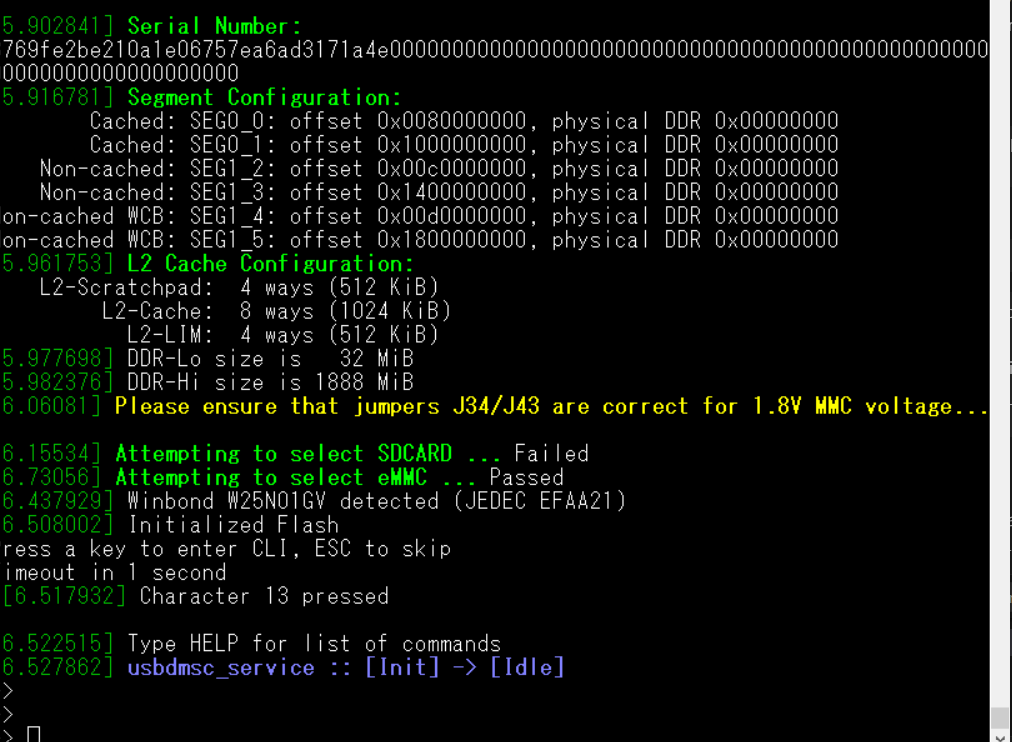 5.902841] Serial Number:
769fe2be210a1e06757ea6ad3171a4e000000000000000000000000000000000000000000000000
0000000000000000000
5.916781] Segment Configuration:
Cached: SEG0_0: offset 0x0080000000, physical DDR 0x00000000
Cached: SEG0_1: offset 0x1000000000, physical DDR 0x00000000
Non-cached: SEG1_2: offset 0x00c0000000, physical DDR 0x00000000
Non-cached: SEG1_3: offset 0x1400000000, physical DDR 0x00000000
on-cached WCB: SEG1_4: offset 0x00d0000000, physical DDR 0x00000000
on-cached WCB: SEG1_5: offset 0x1800000000, physical DDR 0x00000000
5.961753] L2 Cache Configuration:
L2-Scratchpad: 4 ways (512 KiB)
L2-Cache: 8 ways (1024 KiB)
L2-LIM: 4 ways (512 KiB)
5.977698] DDR-Lo size is 32 MiB
5.982376] DDR-Hi size is 1888 MiB
6.06081] Please ensure that jumpers J34/J43 are correct for 1.8V MMC voltage...
6.15534] Attempting to select SDCARD ... Failed
6.73056] Attempting to select eMMC ... Passed
6.437929] Winbond W25N01GV detected (JEDEC EFAA21)
6.508002] Initialized Flash
ress a key to enter CLI, ESC to skip
imeout in 1 second
[6.517932] Character 13 pressed
6.522515] Type HELP for list of commands
6.527862] usbdmsc_service :: [Init] -> [Idle]
>
>
>